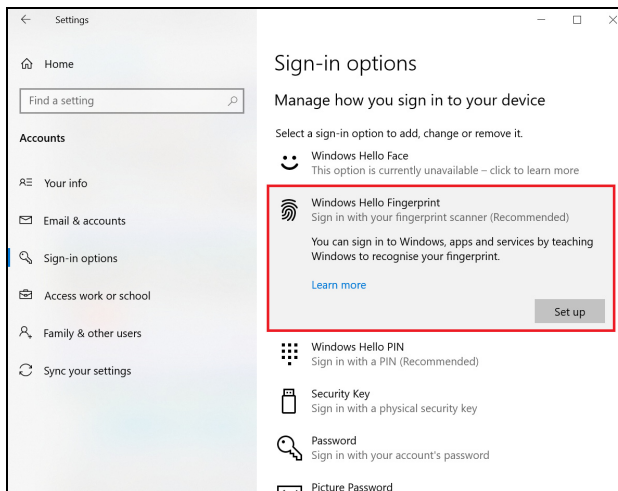 Settings
Home
Find a setting
Accounts
Your info
Email & accounts
Sign-in options
Access work or school
Family & other users
Sync your settings
Sign-in options
Manage how you sign in to your device
Select a sign-in option to add, change or remove it.
Windows Hello Face
This option is currently unavailable – click to learn more
Windows Hello Fingerprint
Sign in with your fingerprint scanner (Recommended)
You can sign in to Windows, apps and services by teaching
Windows to recognise your fingerprint.
Learn more
Set up
Windows Hello PIN
Sign in with a PIN (Recommended)
Security Key
Sign in with a physical security key
Password
Sign in with your account's password
Picture Password